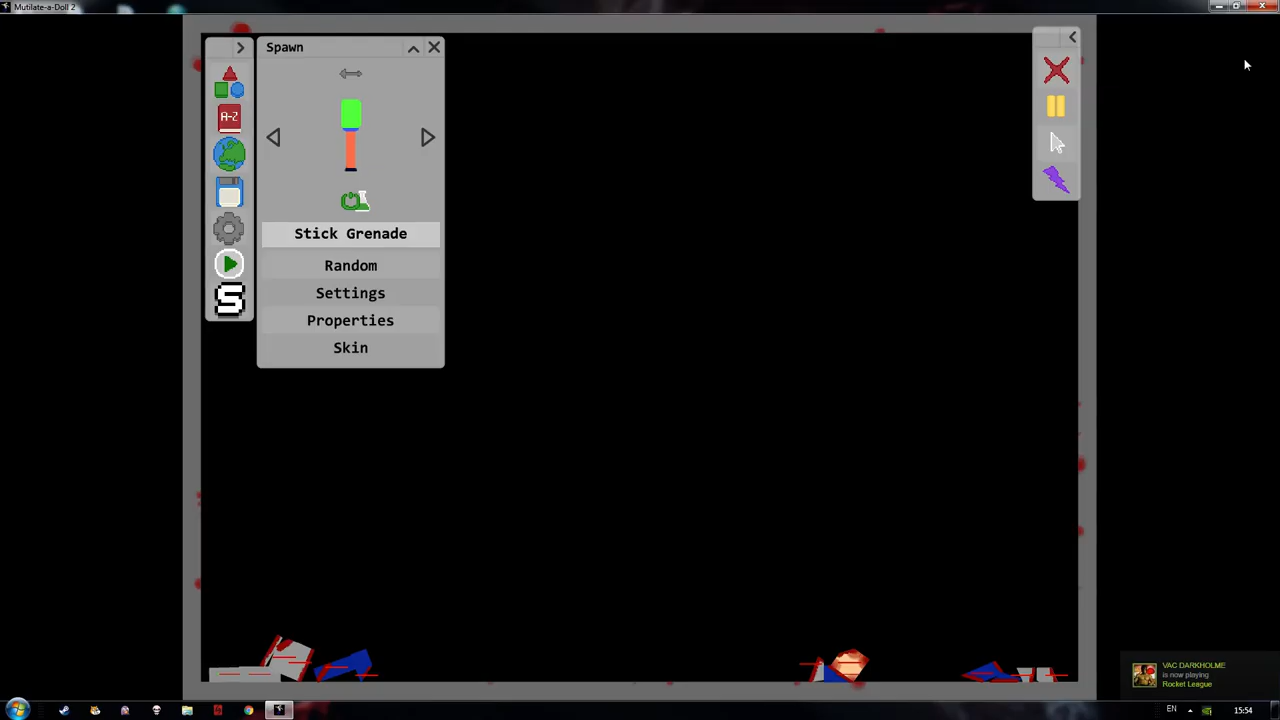 Mutilate-a-Doll 2
Spawn
A-Z
Stick Grenade
Random
Settings
Properties
Skin
S
VAC DARKHOLME
is now playing
Rocket League
EN
15:54